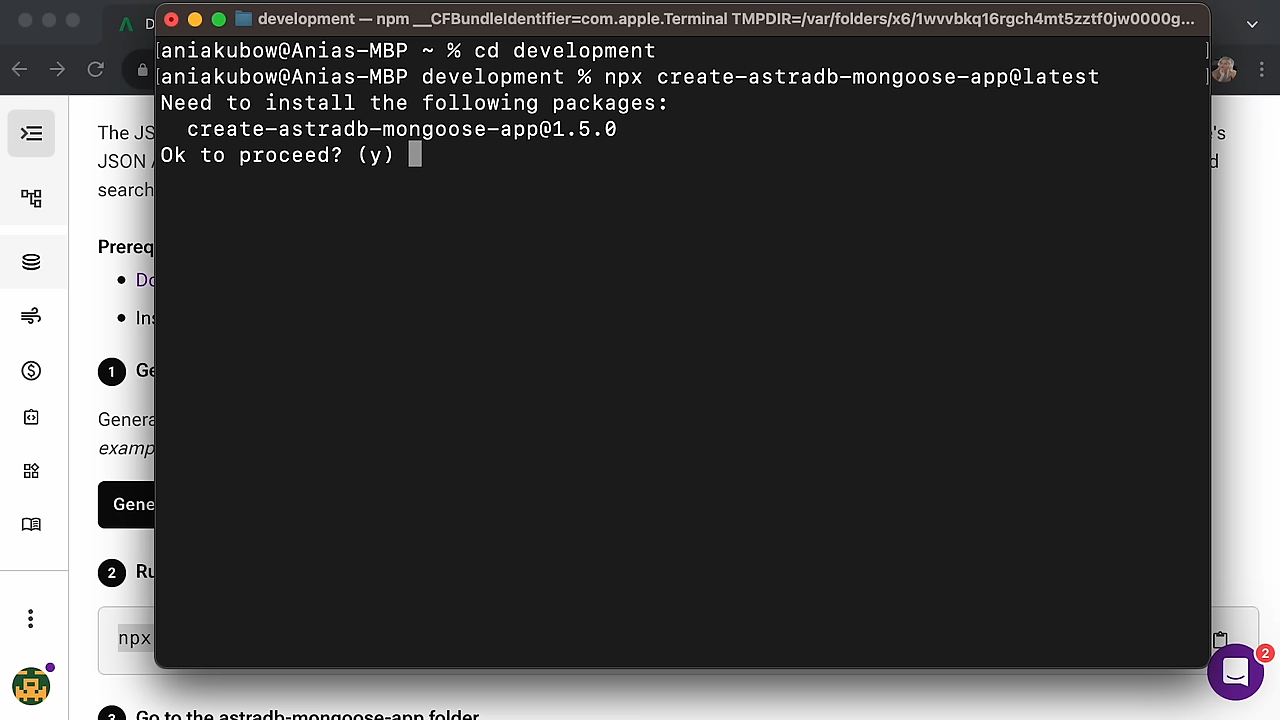 development — npm __CFBundleIdentifier=com.apple.Terminal TMPDIR=/var/folders/x6/1wvvbkq16rgch4mt5zztf0jw0000g...
[aniakubow@Anias-MBP ~ % cd development ]
[aniakubow@Anias-MBP development % npx create-astradb-mongoose-app@latest ]
Need to install the following packages:
create-astradb-mongoose-app@1.5.0
Ok to proceed? (y)
D
The JS
's
JSON
d
search
Prereq
Do
Ins
1 Ge
Genera
examp
Gene
2 Ru
npx
2
3 Go to the astradb-mongoose-app folder